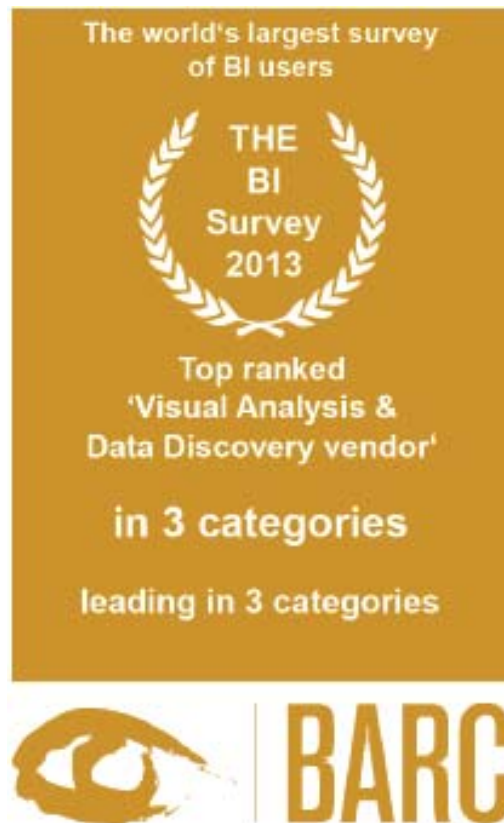 The world‘s largest survey
of BI users
THE
BI
Survey
2013
Top ranked
‘Visual Analysis &
Data Discovery vendor‘
in 3 categories
leading in 3 categories
BARC